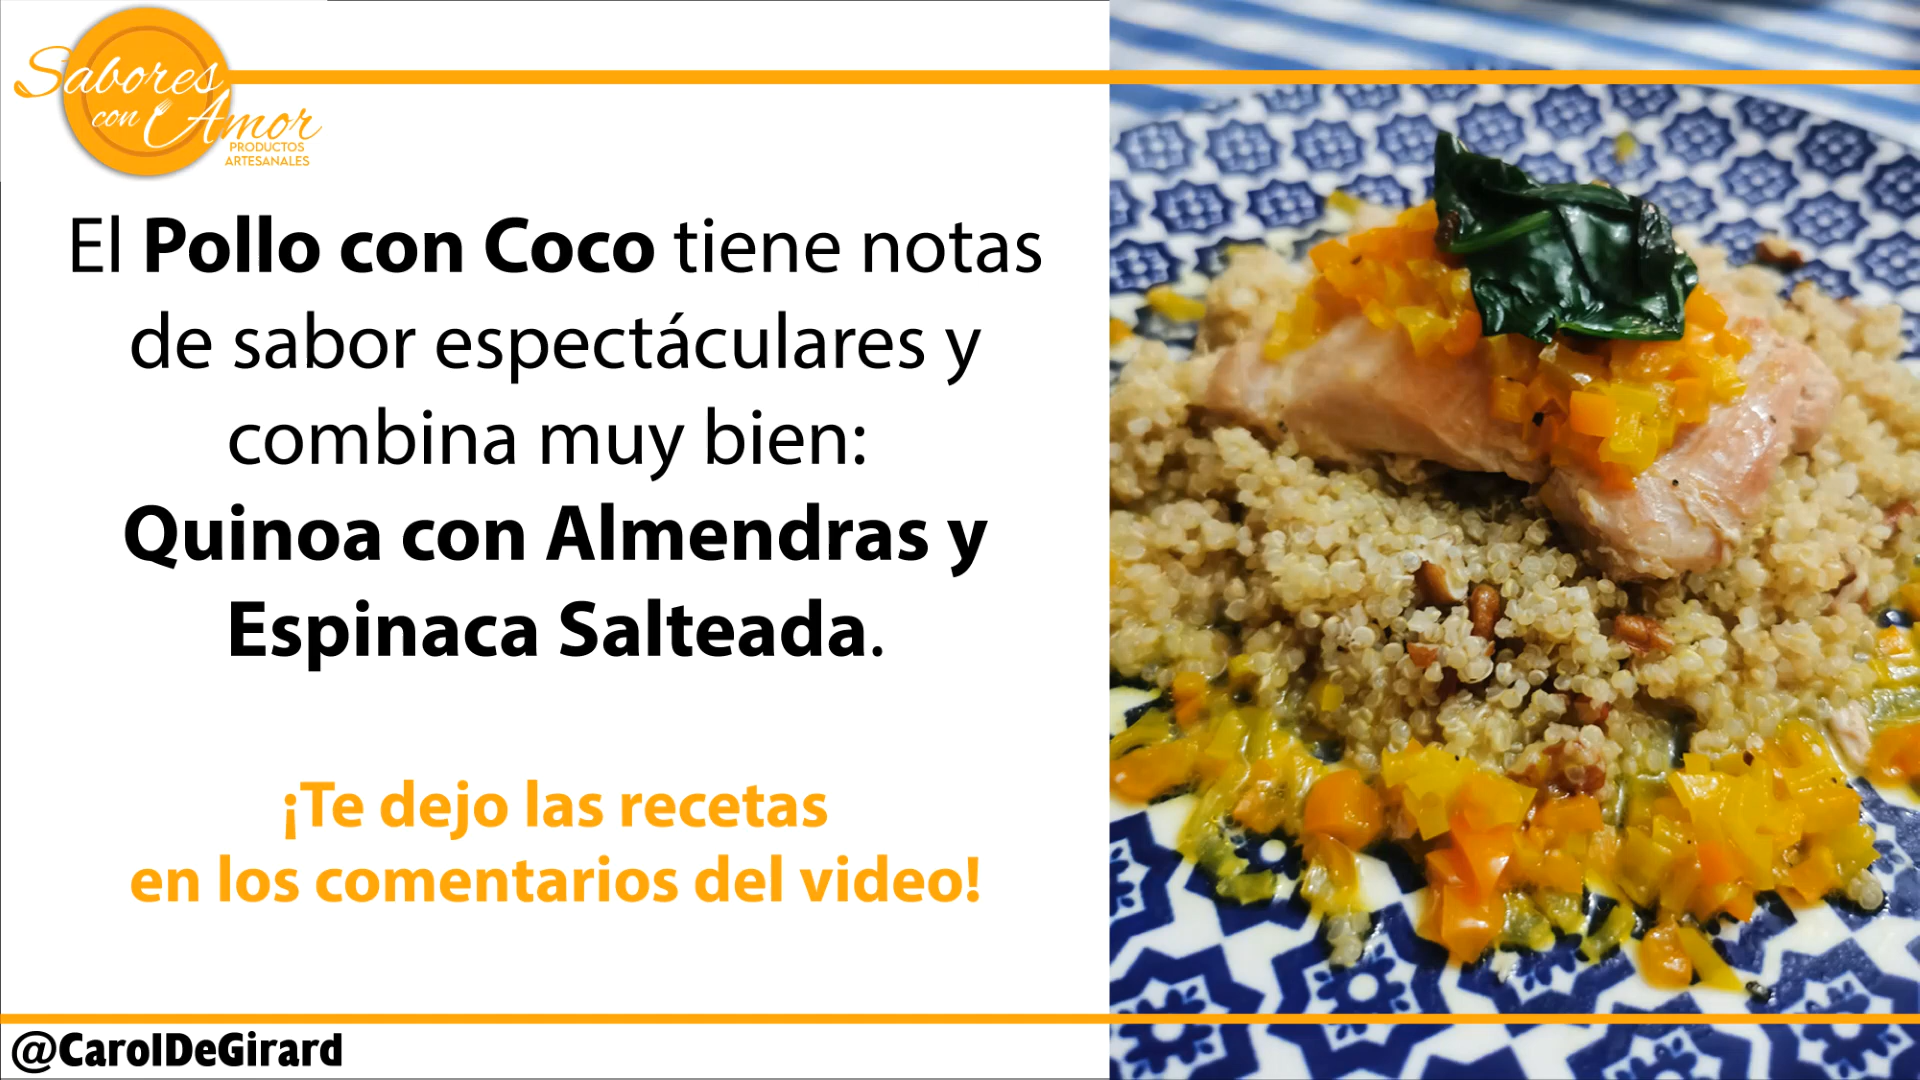 Sabores
con Amor
PRODUCTOS
ARTESANALES
El Pollo con Coco tiene notas
de sabor espectáculares y
combina muy bien:
Quinoa con Almendras y
Espinaca Salteada.
¡Te dejo las recetas
en los comentarios del video!
@CarolDeGirard